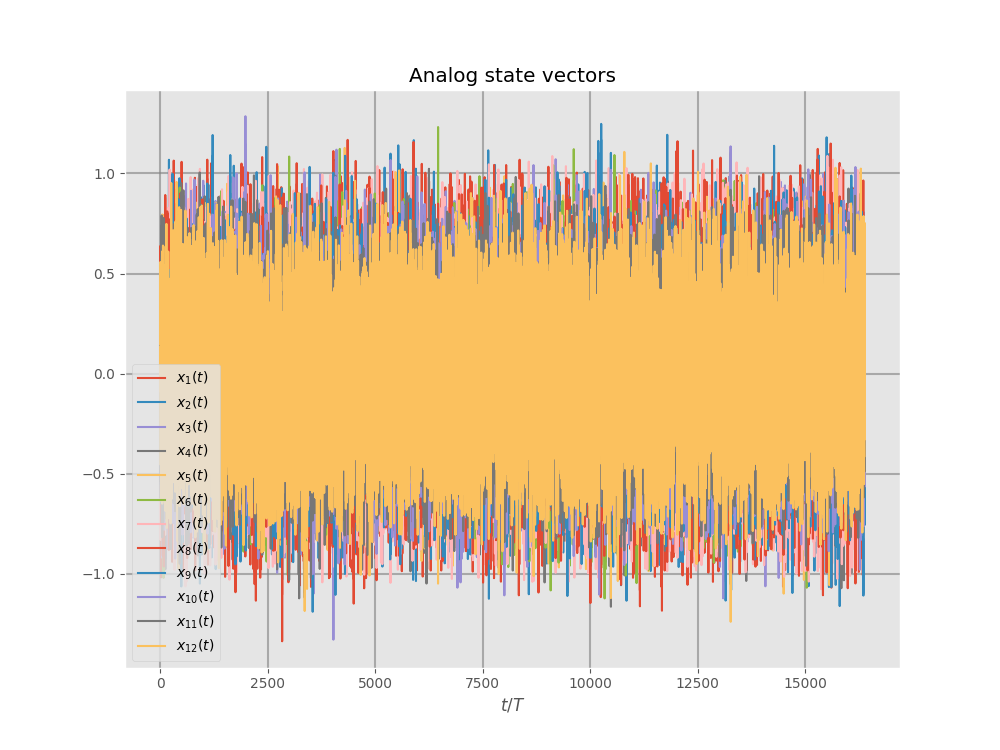 Analog state vectors
1.0
0.5
0.0
−0.5
−1.0
x₁(t)
x₂(t)
x₃(t)
x₄(t)
x₅(t)
x₆(t)
x₇(t)
x₈(t)
x₉(t)
x₁₀(t)
x₁₁(t)
x₁₂(t)
0 2500 5000 7500 10000 12500 15000
t/T